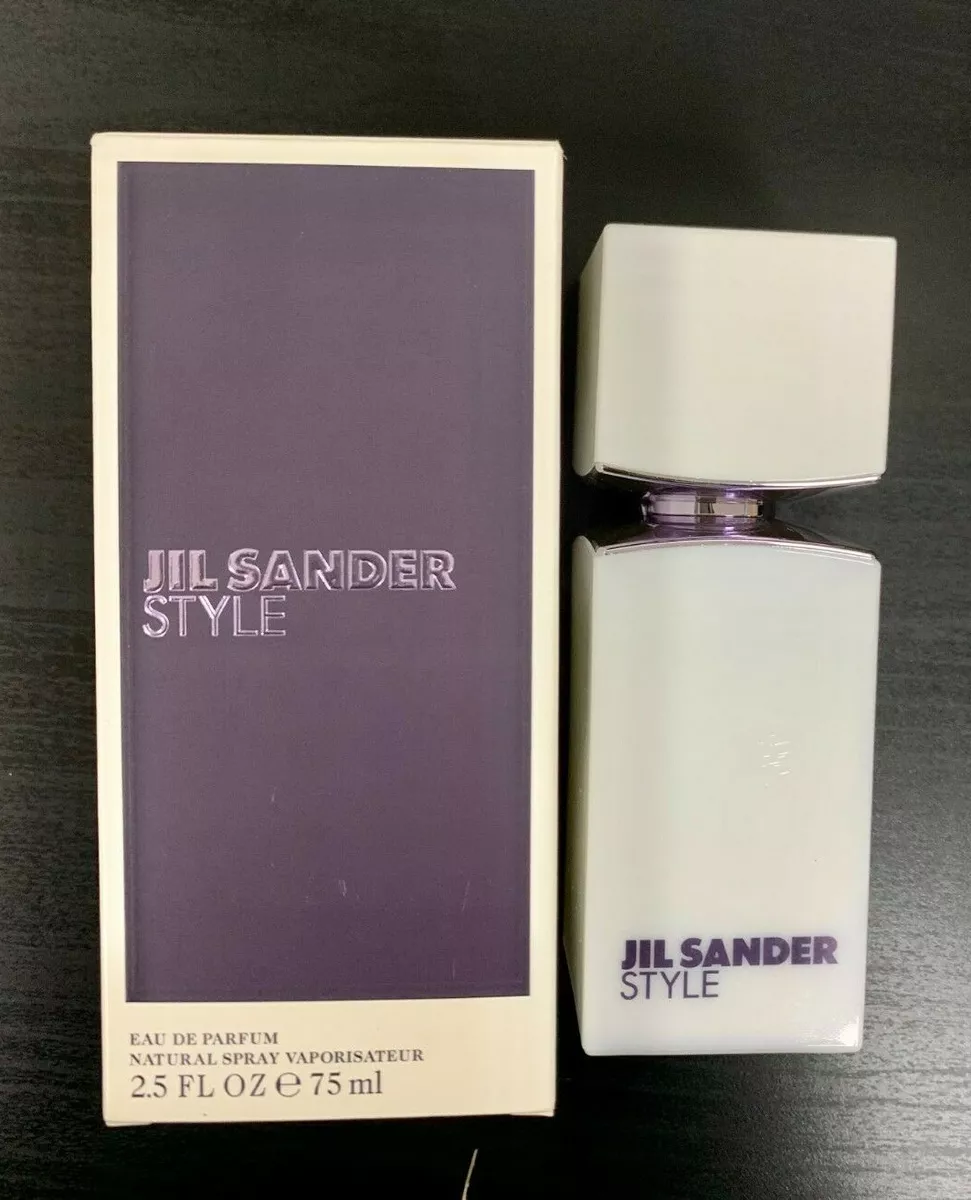 JIL SANDER
STYLE
EAU DE PARFUM
NATURAL SPRAY VAPORISATEUR
2.5 FL OZ ℮ 75 ml
JIL SANDER
STYLE